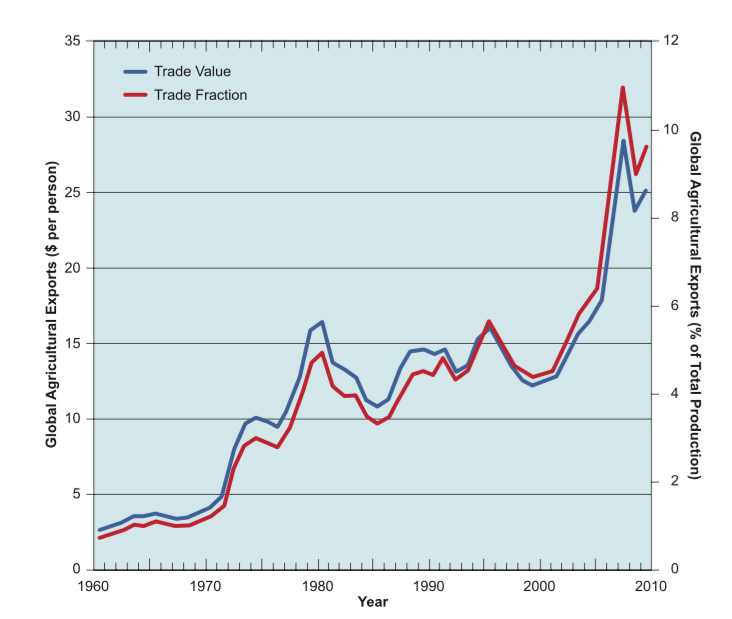 35
30
25
20
15
10
5
0
12
10
8
6
4
2
0
Trade Value
Trade Fraction
Global Agricultural Exports ($ per person)
Global Agricultural Exports (% of Total Production)
1960 1970 1980 1990 2000 2010
Year